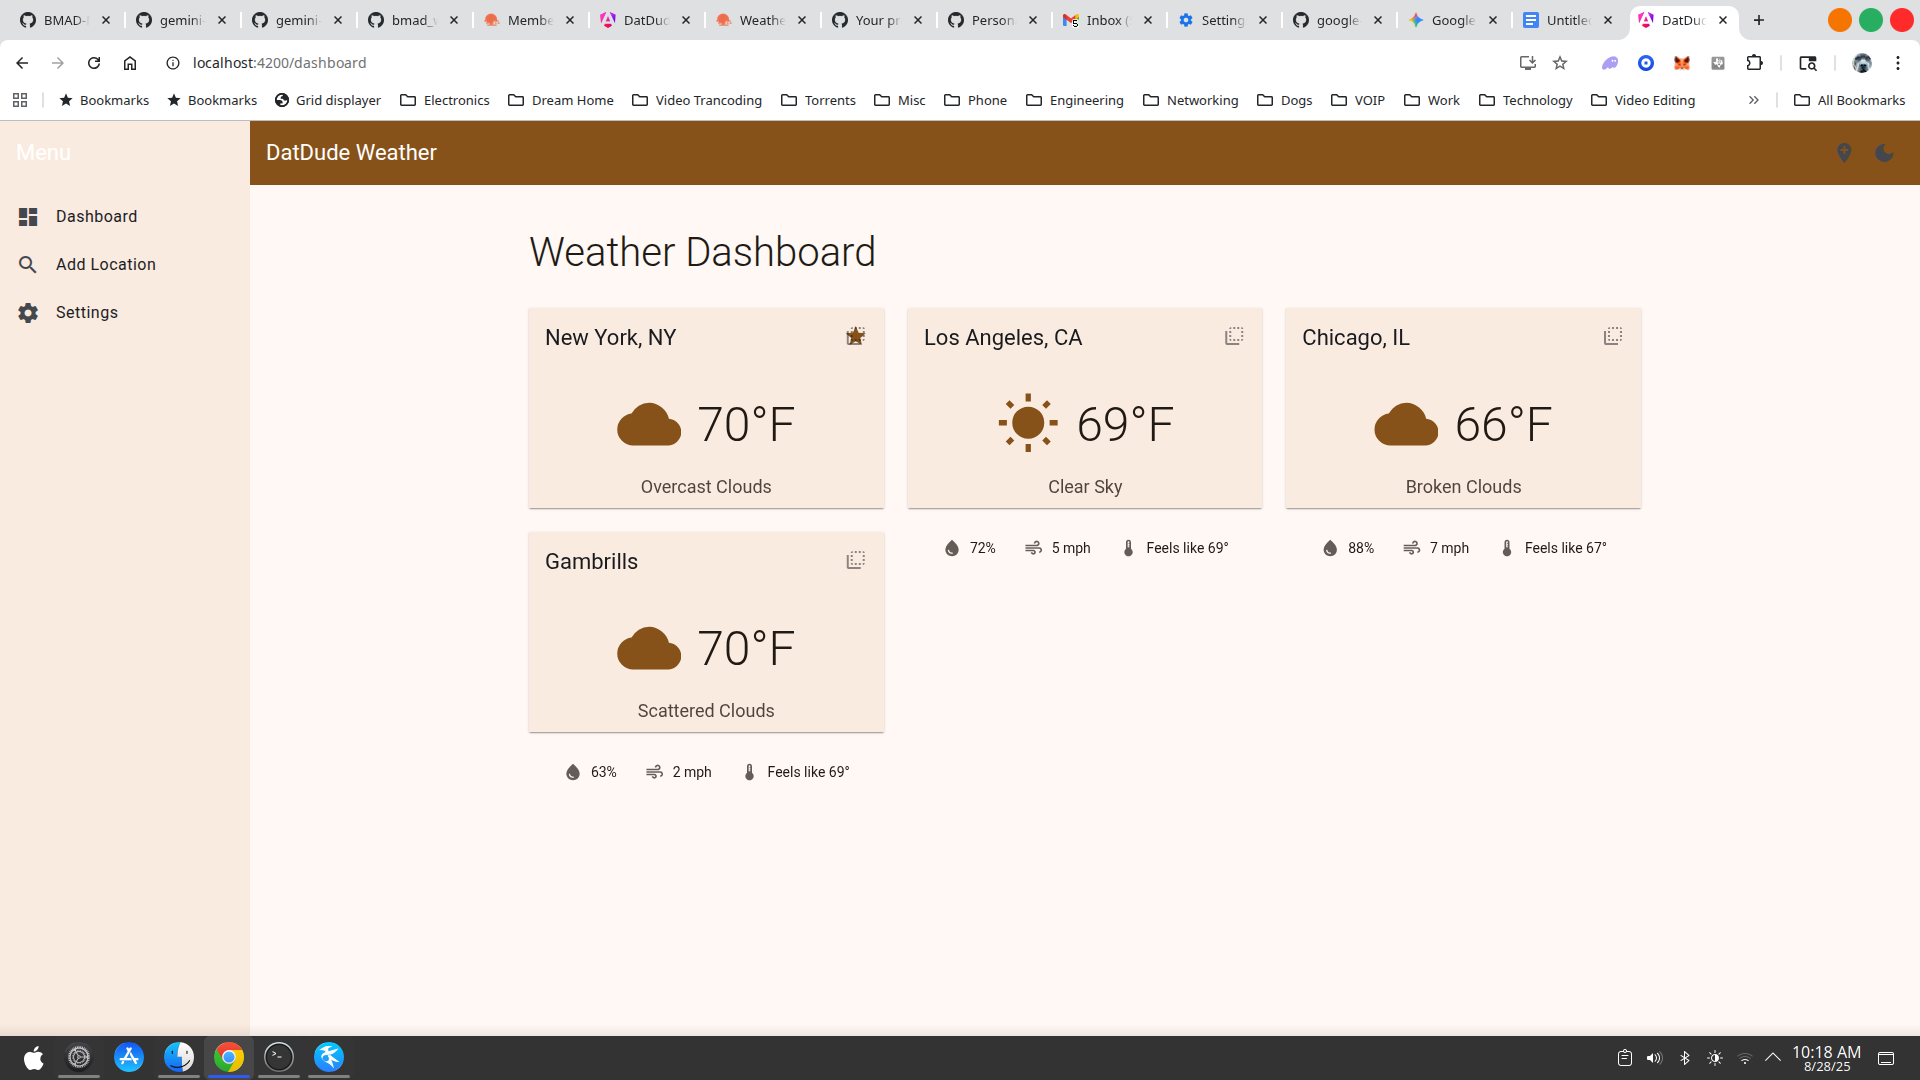 BMAD-
gemini-
gemini-
bmad_
Membe
DatDud
Weathe
Your pr
Person
Inbox (
Setting
google
Google
Untitle
DatDud
localhost:4200/dashboard
Bookmarks
Bookmarks
Grid displayer
Electronics
Dream Home
Video Trancoding
Torrents
Misc
Phone
Engineering
Networking
Dogs
VOIP
Work
Technology
Video Editing
All Bookmarks
Menu
DatDude Weather
Dashboard
Add Location
Settings
Weather Dashboard
New York, NY
70°F
Overcast Clouds
Los Angeles, CA
69°F
Clear Sky
72%
5 mph
Feels like 69°
Chicago, IL
66°F
Broken Clouds
88%
7 mph
Feels like 67°
Gambrills
70°F
Scattered Clouds
63%
2 mph
Feels like 69°
10:18 AM
8/28/25